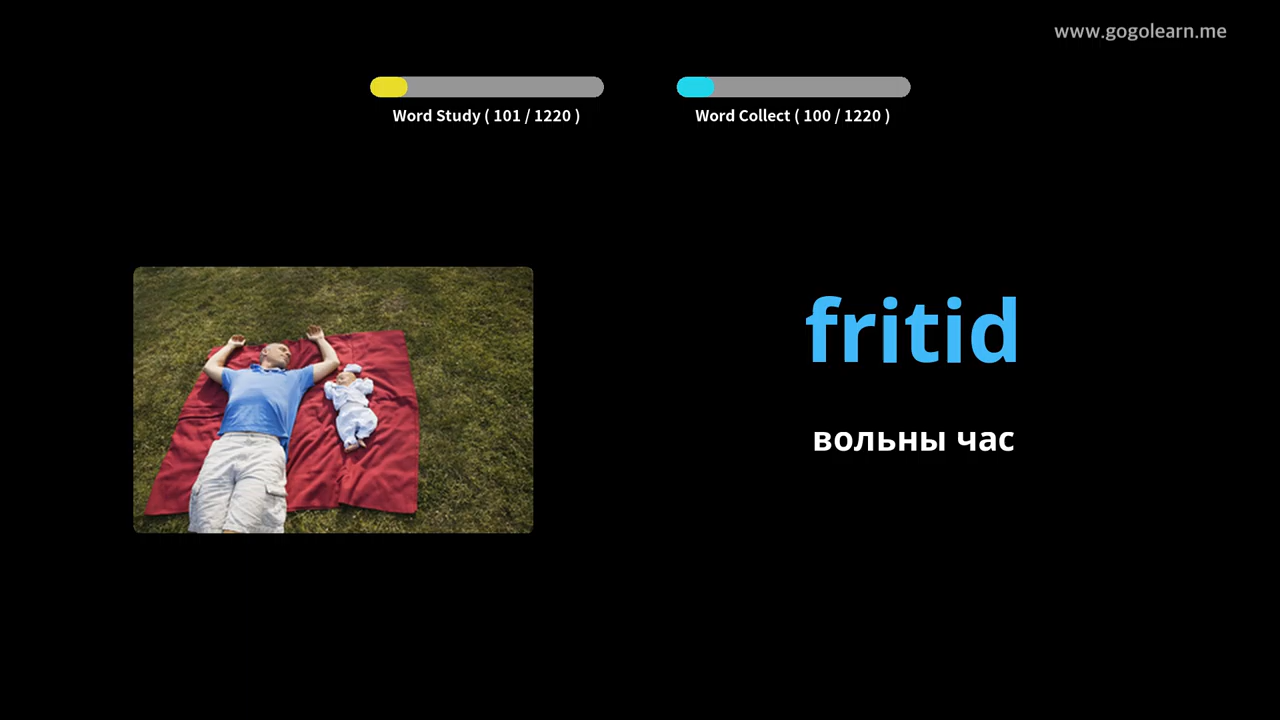 www.gogolearn.me
Word Study ( 101 / 1220 )
Word Collect ( 100 / 1220 )
fritid
вольны час